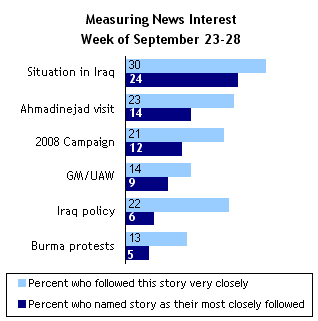 Measuring News Interest
Week of September 23-28
Situation in Iraq
30
24
Ahmadinejad visit
23
14
2008 Campaign
21
12
GM/UAW
14
9
Iraq policy
22
6
Burma protests
13
5
Percent who followed this story very closely
Percent who named story as their most closely followed